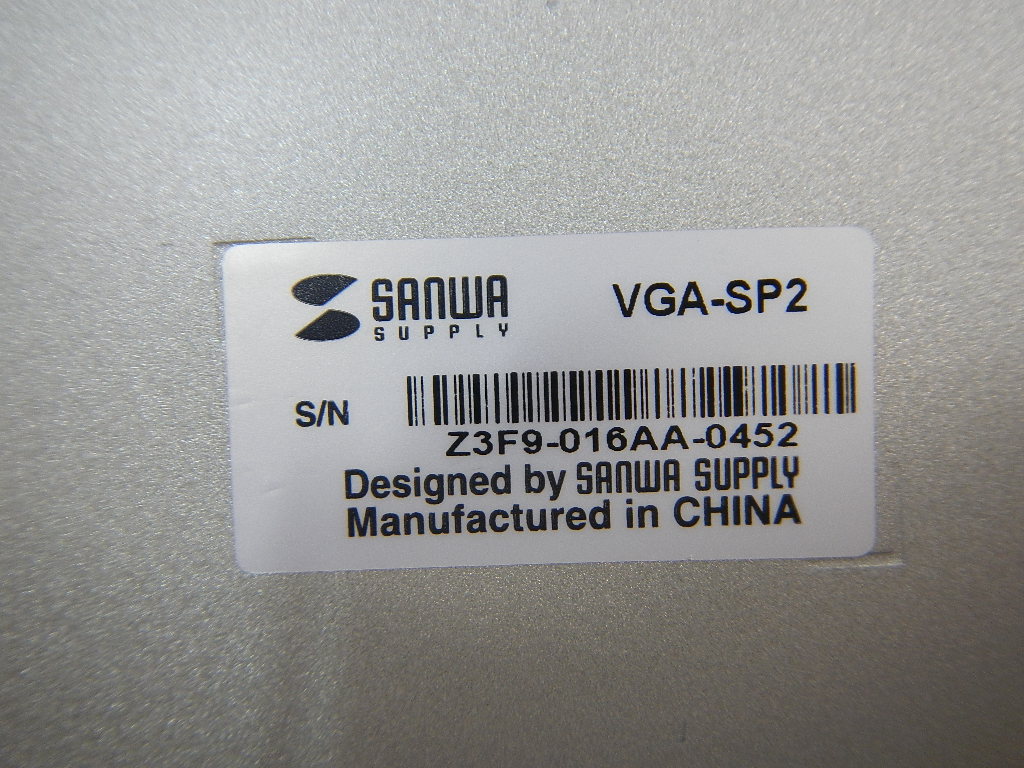 SANWA
SUPPLY
VGA-SP2
S/N
Z3F9-016AA-0452
Designed by SANWA SUPPLY
Manufactured in CHINA